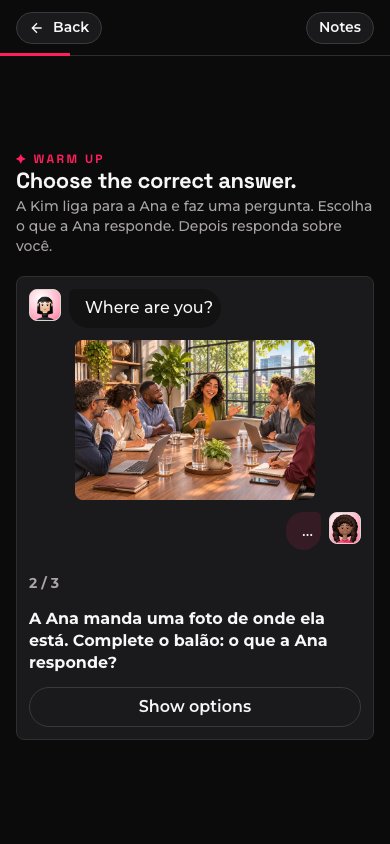 ← Back
Notes
✦ WARM UP
Choose the correct answer.
A Kim liga para a Ana e faz uma pergunta. Escolha
o que a Ana responde. Depois responda sobre
você.
Where are you?
...
2 / 3
A Ana manda uma foto de onde ela
está. Complete o balão: o que a Ana
responde?
Show options